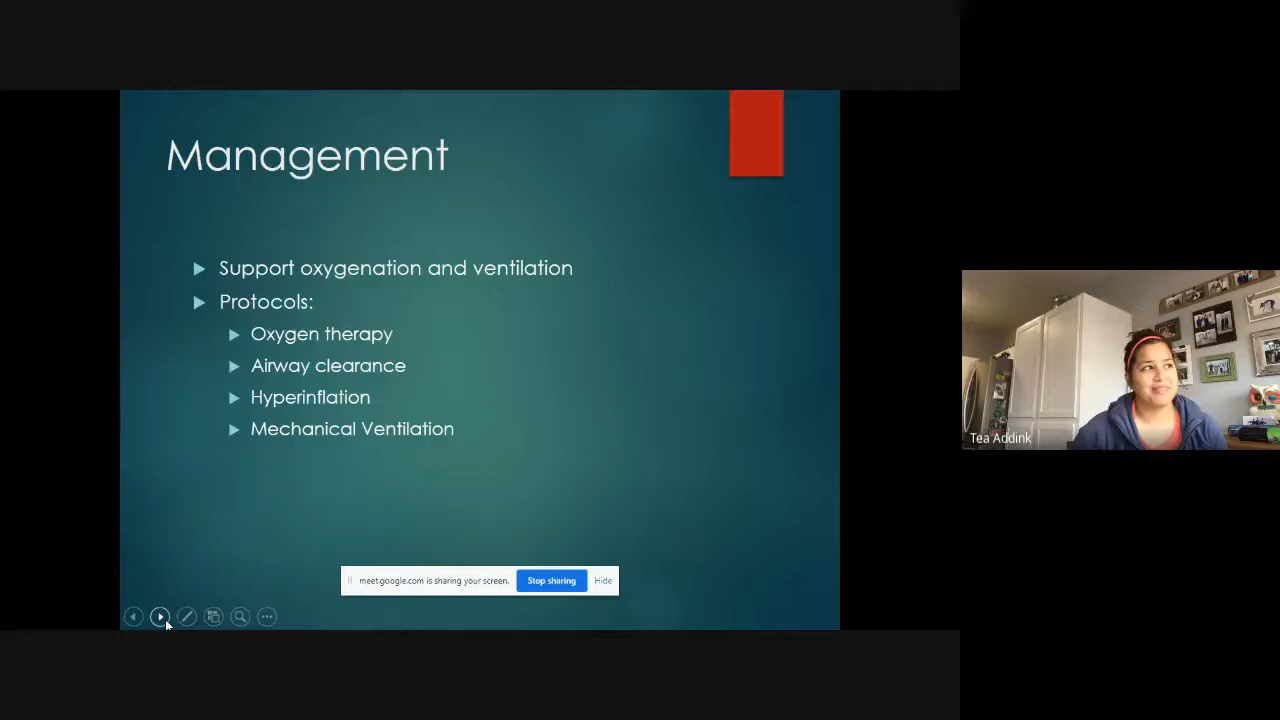 Management
Support oxygenation and ventilation
Protocols:
Oxygen therapy
Airway clearance
Hyperinflation
Mechanical Ventilation
Tea Addink
meet.google.com is sharing your screen.
Stop sharing
Hide